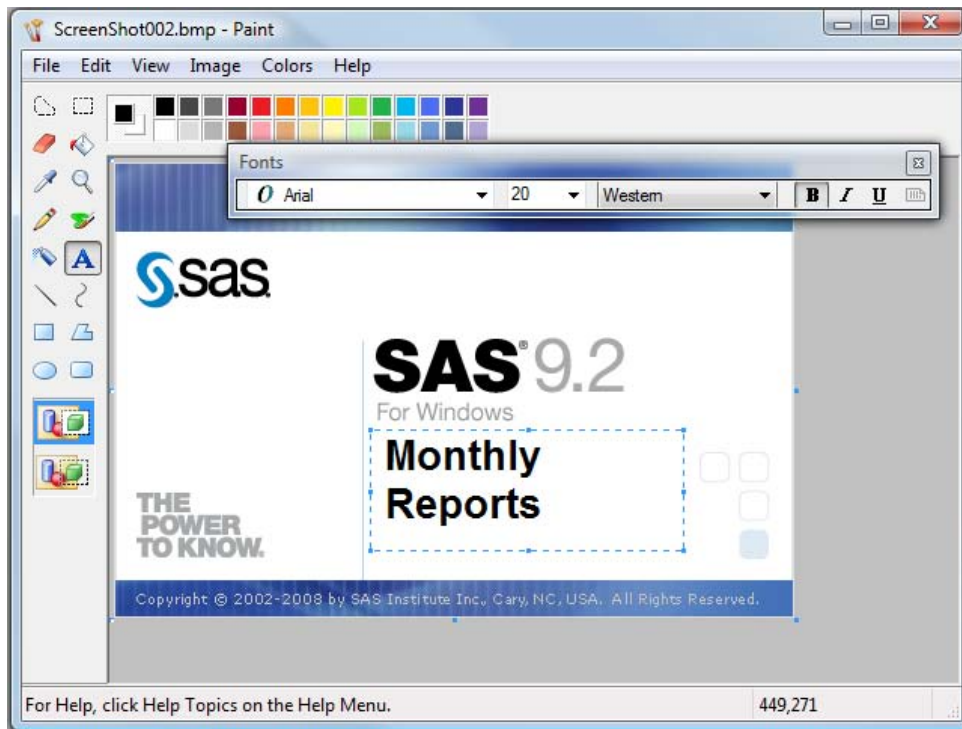 ScreenShot002.bmp - Paint
File Edit View Image Colors Help
Fonts
O Arial 20 Western B I U
A
sas
SAS® 9.2
For Windows
Monthly
Reports
THE
POWER
TO KNOW.
Copyright © 2002-2008 by SAS Institute Inc., Cary, NC, USA. All Rights Reserved.
For Help, click Help Topics on the Help Menu. 449,271